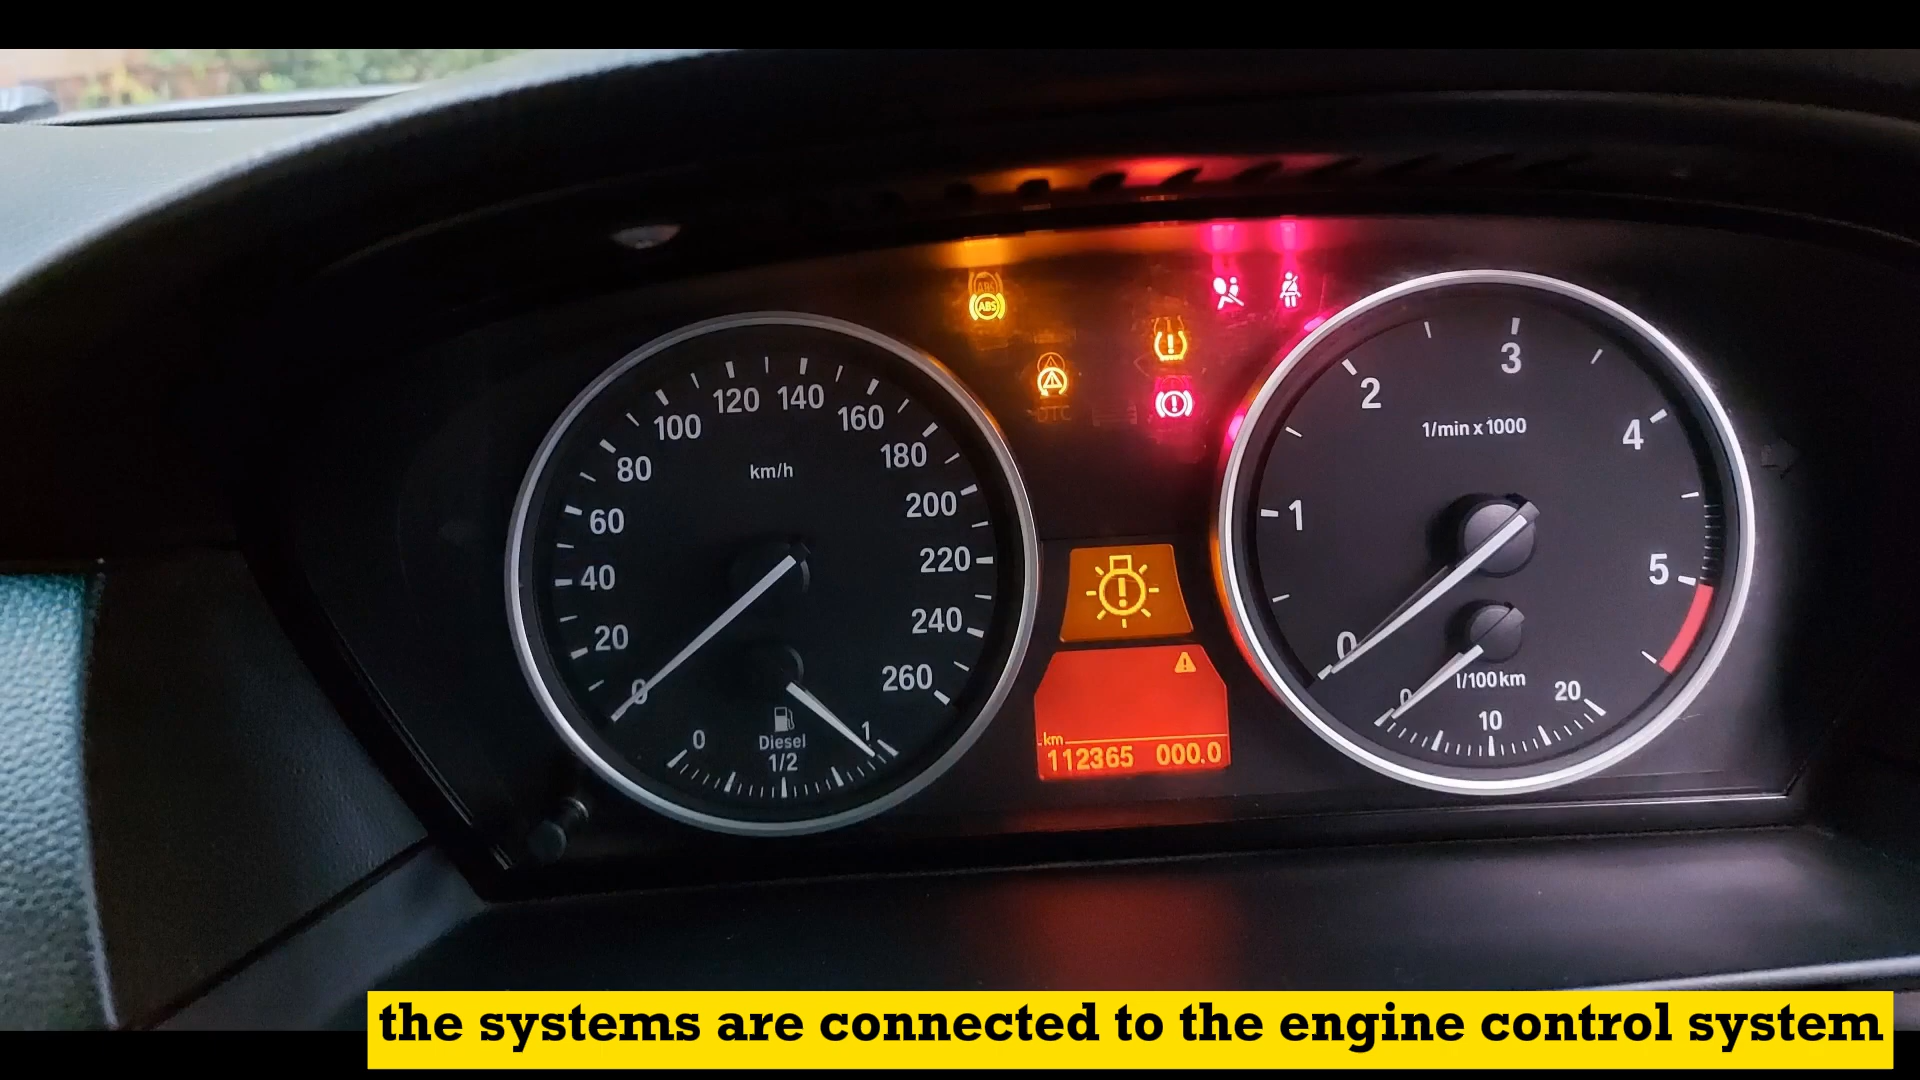 ABS
DTC
120 140
100 160
80 180
km/h
60 200
40 220
20 240
0 260
0 1
Diesel
1/2
km
112365 000.0
3
2 4
1/min x 1000
1 5
0
l/100km
0 10 20
the systems are connected to the engine control system